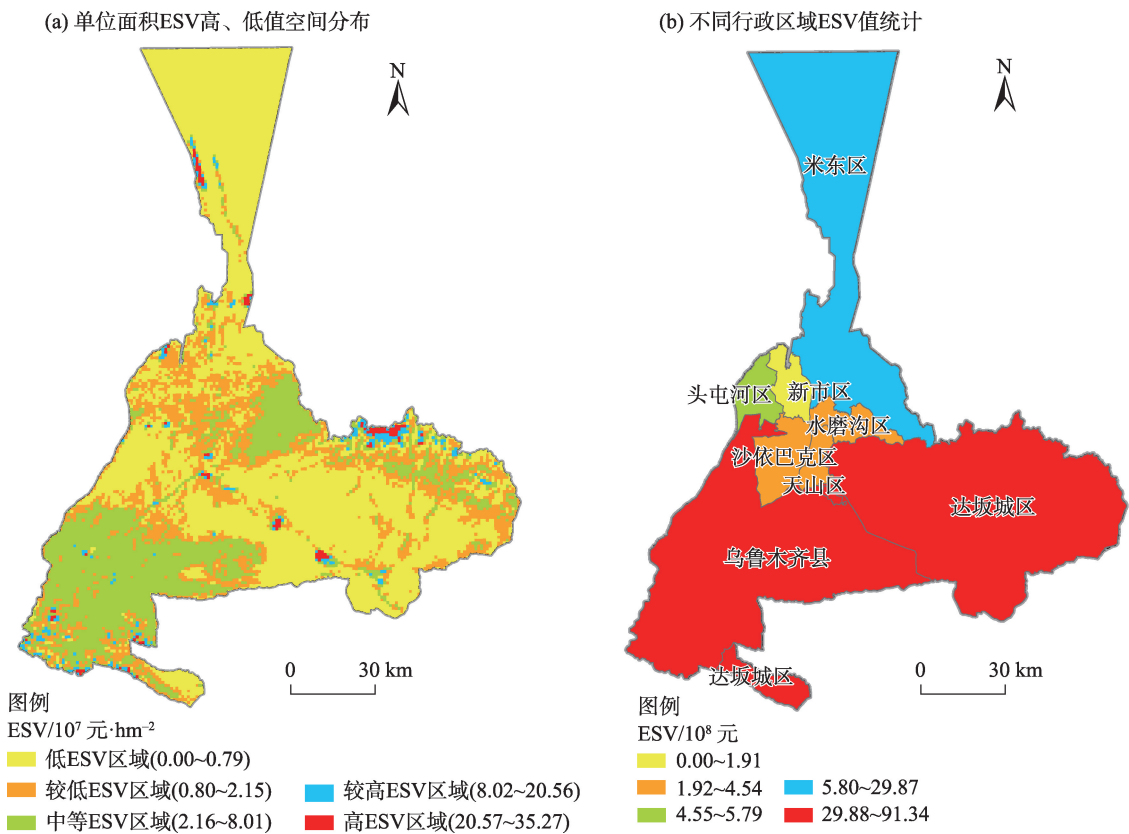 (a) 单位面积ESV高、低值空间分布
N
0 30 km
图例
ESV/10⁷ 元·hm⁻²
低ESV区域(0.00~0.79)
较低ESV区域(0.80~2.15)
中等ESV区域(2.16~8.01)
较高ESV区域(8.02~20.56)
高ESV区域(20.57~35.27)
(b) 不同行政区域ESV值统计
N
米东区
头屯河区
新市区
水磨沟区
沙依巴克区
天山区
达坂城区
乌鲁木齐县
达坂城区
0 30 km
图例
ESV/10⁸ 元
0.00~1.91
1.92~4.54
4.55~5.79
5.80~29.87
29.88~91.34